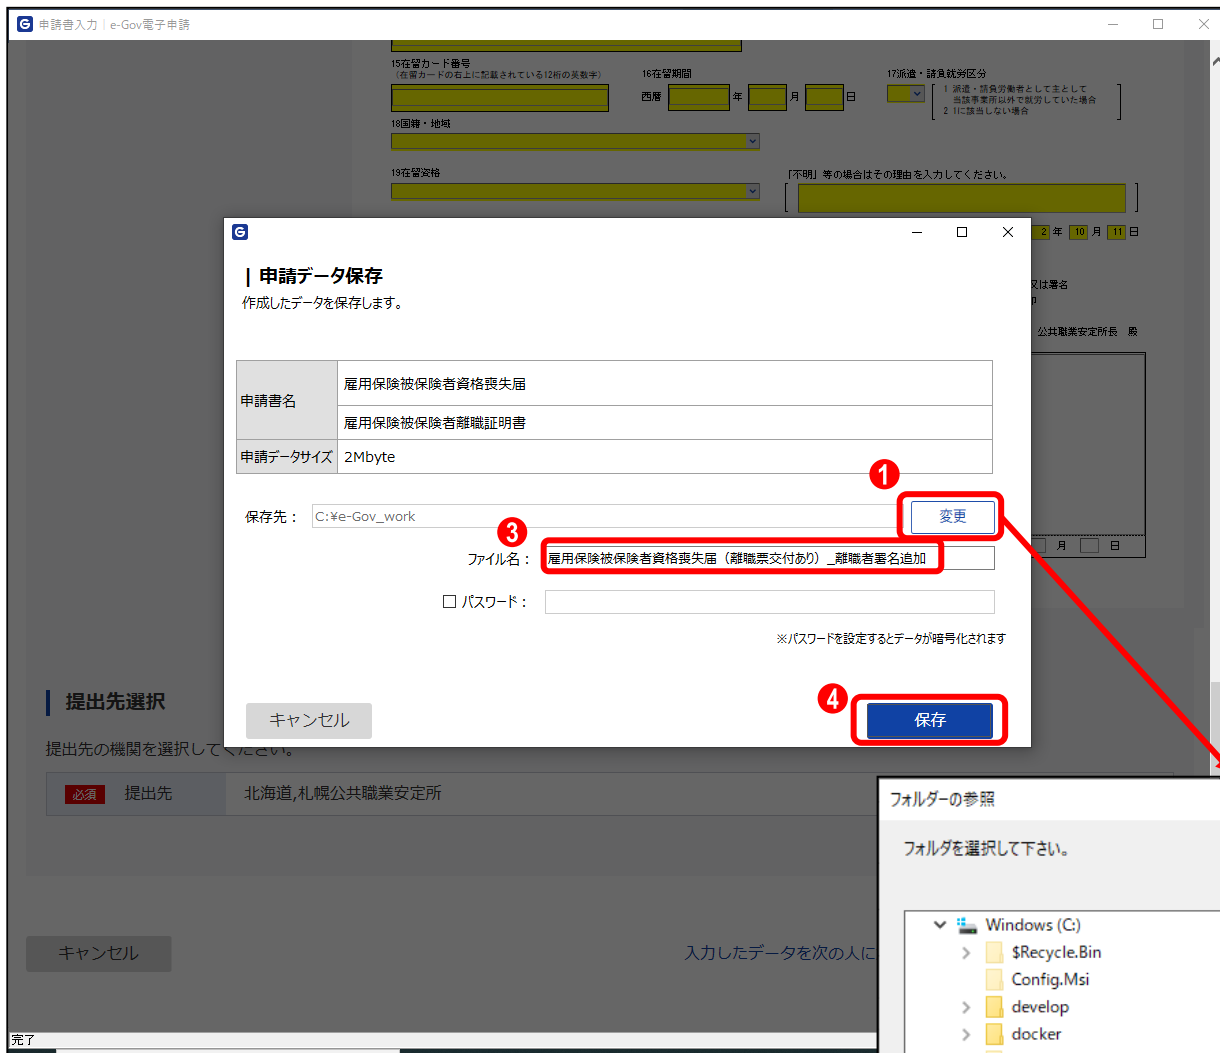 申請書入力｜e-Gov電子申請
15在留カード番号
（在留カードの右上に記載されている12桁の英数字）
16在留期間
西暦 年 月 日
17派遣・請負就労区分
1 派遣・請負労働者として主として
当該事業所以外で就労していた場合
2 1に該当しない場合
18国籍・地域
19在留資格
「不明」等の場合はその理由を入力してください。
2 年 10 月 11 日
又は署名
公共職業安定所長 殿
月 日
申請データ保存
作成したデータを保存します。
申請書名
雇用保険被保険者資格喪失届
雇用保険被保険者離職証明書
申請データサイズ 2Mbyte
1
保存先： C:¥e-Gov_work 変更
3
ファイル名： 雇用保険被保険者資格喪失届（離職票交付あり）_離職者署名追加
パスワード：
※パスワードを設定するとデータが暗号化されます
4
キャンセル 保存
提出先選択
提出先の機関を選択してください。
必須 提出先 北海道,札幌公共職業安定所
キャンセル 入力したデータを次の人に
完了
フォルダーの参照
フォルダを選択して下さい。
Windows (C:)
$Recycle.Bin
Config.Msi
develop
docker